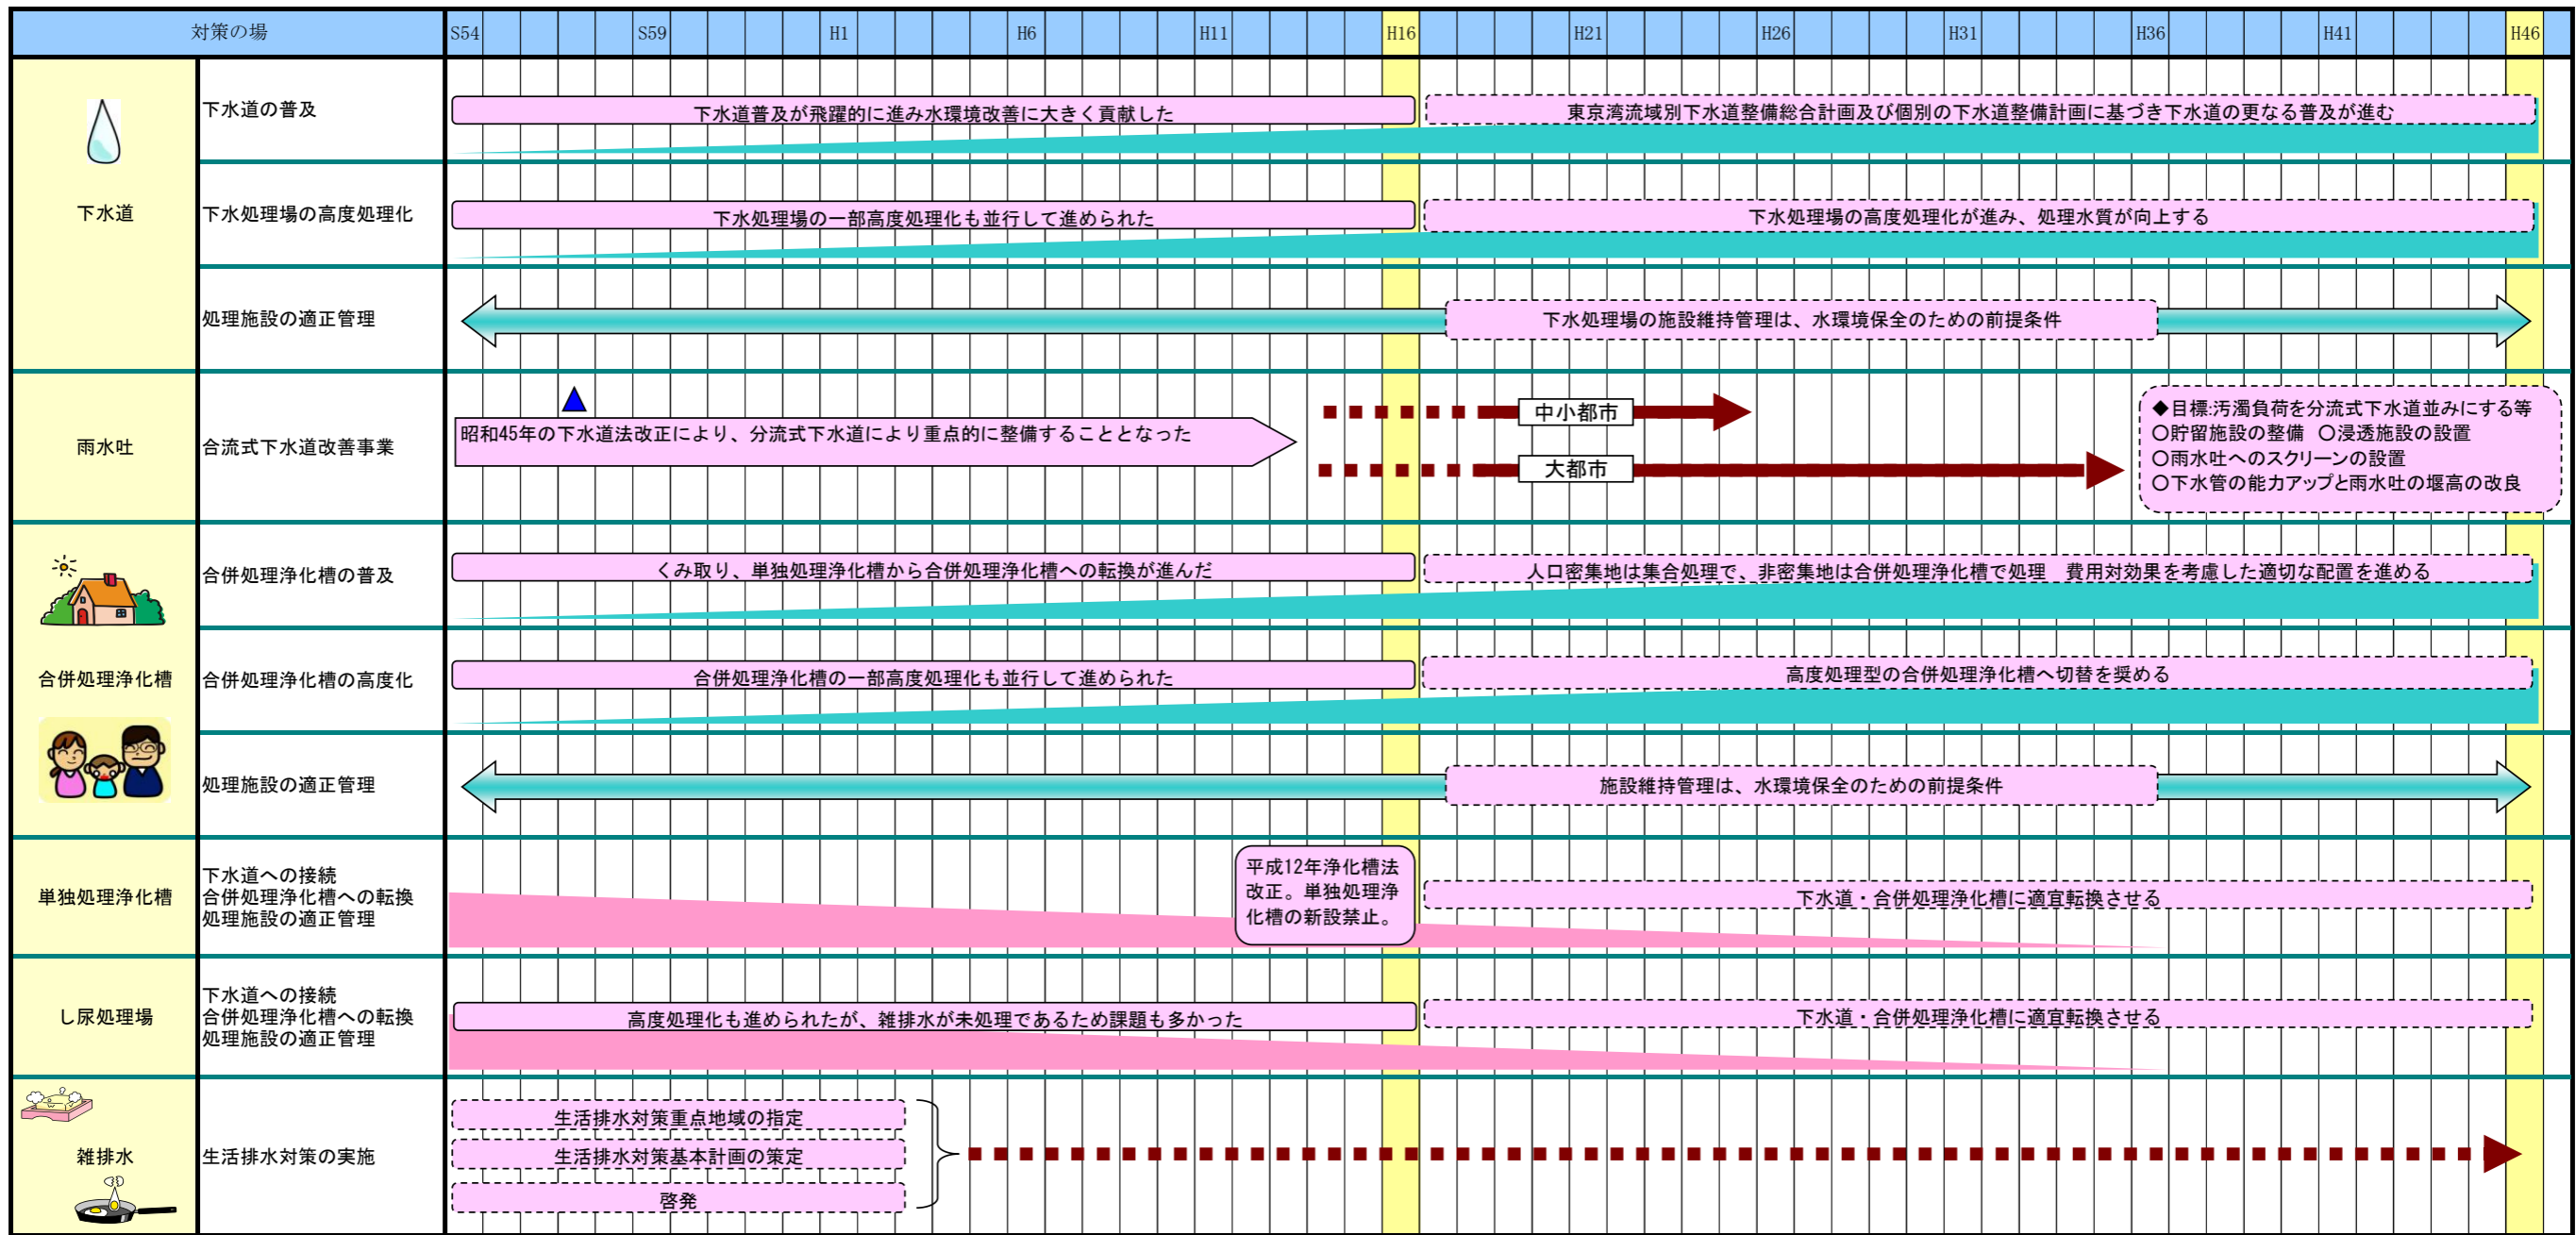 対策の場
S54
S59
H1
H6
H11
H16
H21
H26
H31
H36
H41
H46
下水道
下水道の普及
下水道普及が飛躍的に進み水環境改善に大きく貢献した
東京湾流域別下水道整備総合計画及び個別の下水道整備計画に基づき下水道の更なる普及が進む
下水処理場の高度処理化
下水処理場の一部高度処理化も並行して進められた
下水処理場の高度処理化が進み、処理水質が向上する
処理施設の適正管理
下水処理場の施設維持管理は、水環境保全のための前提条件
雨水吐
合流式下水道改善事業
昭和45年の下水道法改正により、分流式下水道により重点的に整備することとなった
中小都市
大都市
◆目標:汚濁負荷を分流式下水道並みにする等
○貯留施設の整備 ○浸透施設の設置
○雨水吐へのスクリーンの設置
○下水管の能力アップと雨水吐の堰高の改良
合併処理浄化槽
合併処理浄化槽の普及
くみ取り、単独処理浄化槽から合併処理浄化槽への転換が進んだ
人口密集地は集合処理で、非密集地は合併処理浄化槽で処理 費用対効果を考慮した適切な配置を進める
合併処理浄化槽の高度化
合併処理浄化槽の一部高度処理化も並行して進められた
高度処理型の合併処理浄化槽へ切替を奨める
処理施設の適正管理
施設維持管理は、水環境保全のための前提条件
単独処理浄化槽
下水道への接続
合併処理浄化槽への転換
処理施設の適正管理
平成12年浄化槽法
改正。単独処理浄
化槽の新設禁止。
下水道・合併処理浄化槽に適宜転換させる
し尿処理場
下水道への接続
合併処理浄化槽への転換
処理施設の適正管理
高度処理化も進められたが、雑排水が未処理であるため課題も多かった
下水道・合併処理浄化槽に適宜転換させる
雑排水
生活排水対策の実施
生活排水対策重点地域の指定
生活排水対策基本計画の策定
啓発